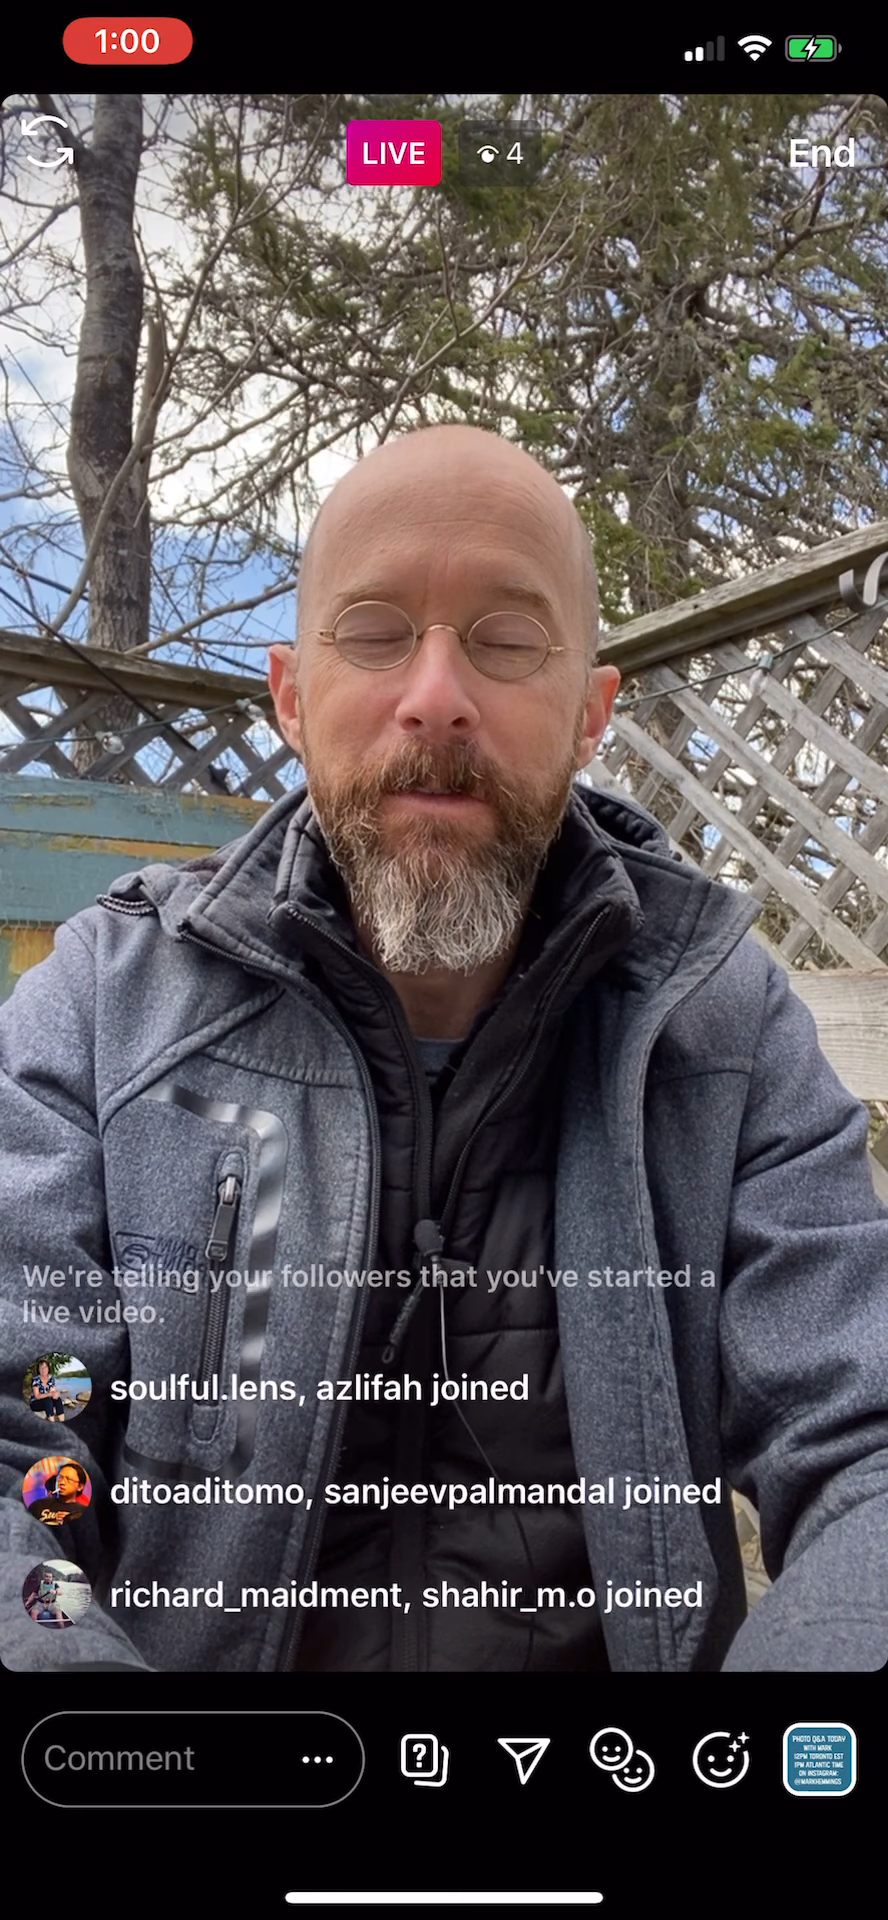 1:00
LIVE
4
End
We're telling your followers that you've started a
live video.
soulful.lens, azlifah joined
ditoaditomo, sanjeevpalmandal joined
richard_maidment, shahir_m.o joined
Comment
?
PHOTO Q&A TODAY
WITH MARK
12PM TORONTO EST
1PM ATLANTIC TIME
ON INSTAGRAM:
@MARKHEMMINGS